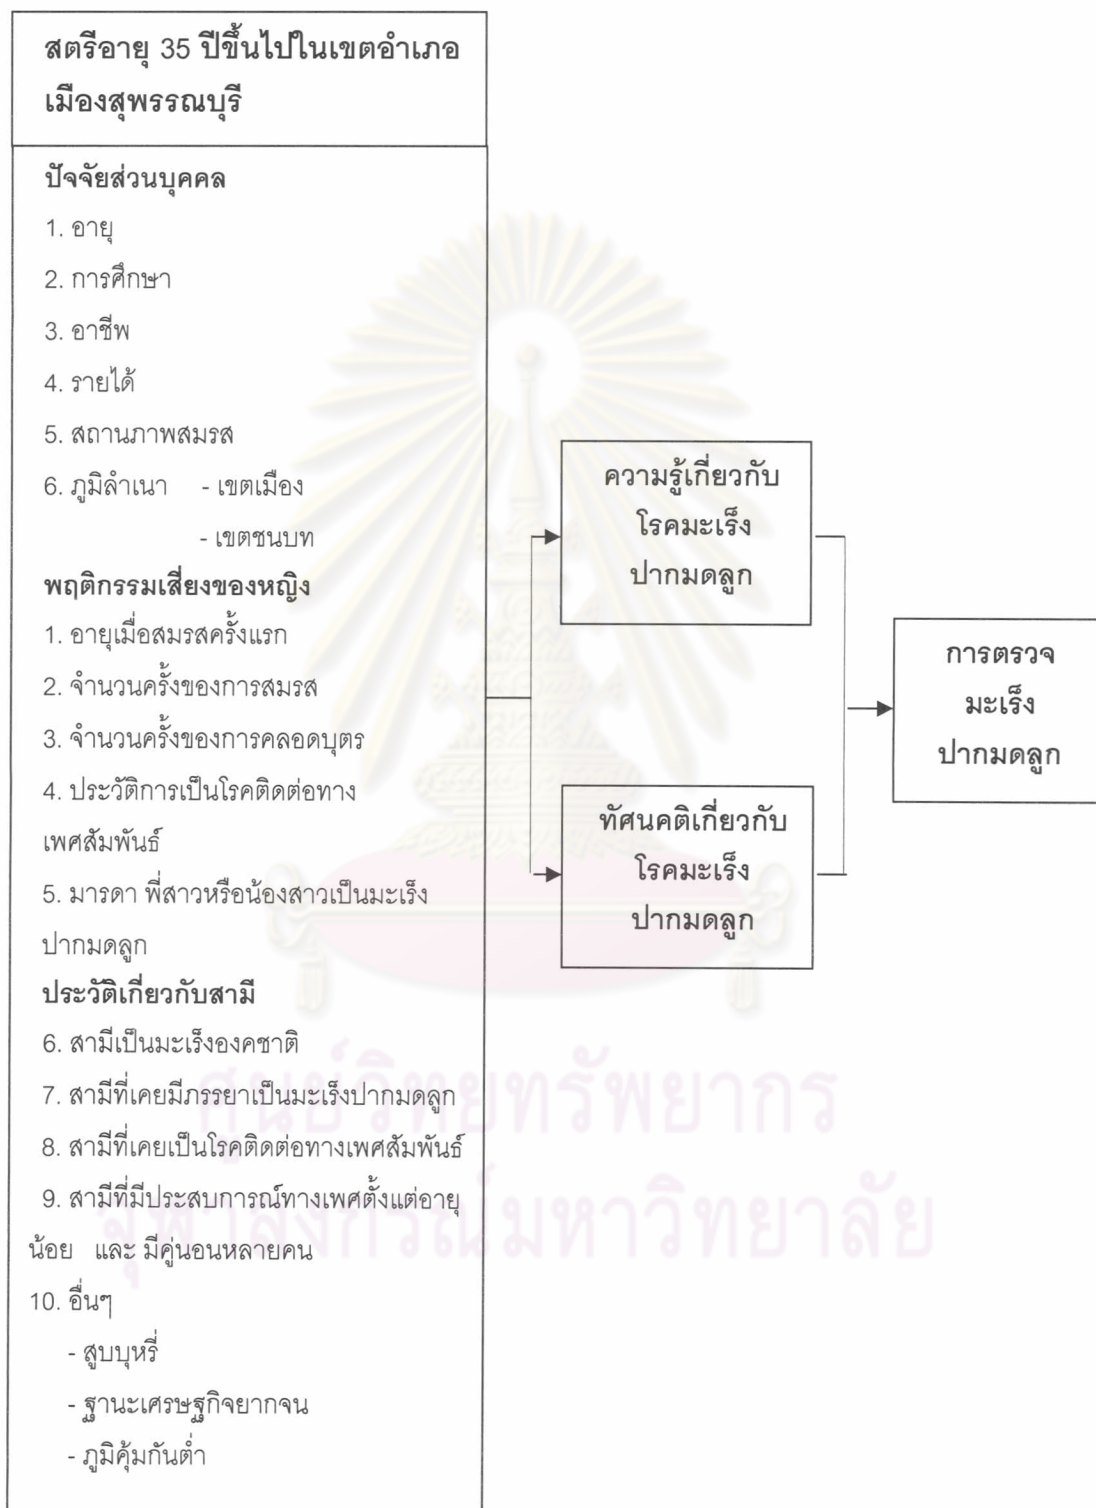 สตรีอายุ 35 ปีขึ้นไปในเขตอำเภอ
เมืองสุพรรณบุรี
ปัจจัยส่วนบุคคล
1. อายุ
2. การศึกษา
3. อาชีพ
4. รายได้
5. สถานภาพสมรส
6. ภูมิลำเนา - เขตเมือง
- เขตชนบท
พฤติกรรมเสี่ยงของหญิง
1. อายุเมื่อสมรสครั้งแรก
2. จำนวนครั้งของการสมรส
3. จำนวนครั้งของการคลอดบุตร
4. ประวัติการเป็นโรคติดต่อทาง
เพศสัมพันธ์
5. มารดา พี่สาวหรือน้องสาวเป็นมะเร็ง
ปากมดลูก
ประวัติเกี่ยวกับสามี
6. สามีเป็นมะเร็งองคชาติ
7. สามีที่เคยมีภรรยาเป็นมะเร็งปากมดลูก
8. สามีที่เคยเป็นโรคติดต่อทางเพศสัมพันธ์
9. สามีที่มีประสบการณ์ทางเพศตั้งแต่อายุ
น้อย และ มีคู่นอนหลายคน
10. อื่นๆ
- สูบบุหรี่
- ฐานะเศรษฐกิจยากจน
- ภูมิคุ้มกันต่ำ
ความรู้เกี่ยวกับ
โรคมะเร็ง
ปากมดลูก
ทัศนคติเกี่ยวกับ
โรคมะเร็ง
ปากมดลูก
การตรวจ
มะเร็ง
ปากมดลูก
ศูนย์วิทยทรัพยากร
จุฬาลงกรณ์มหาวิทยาลัย